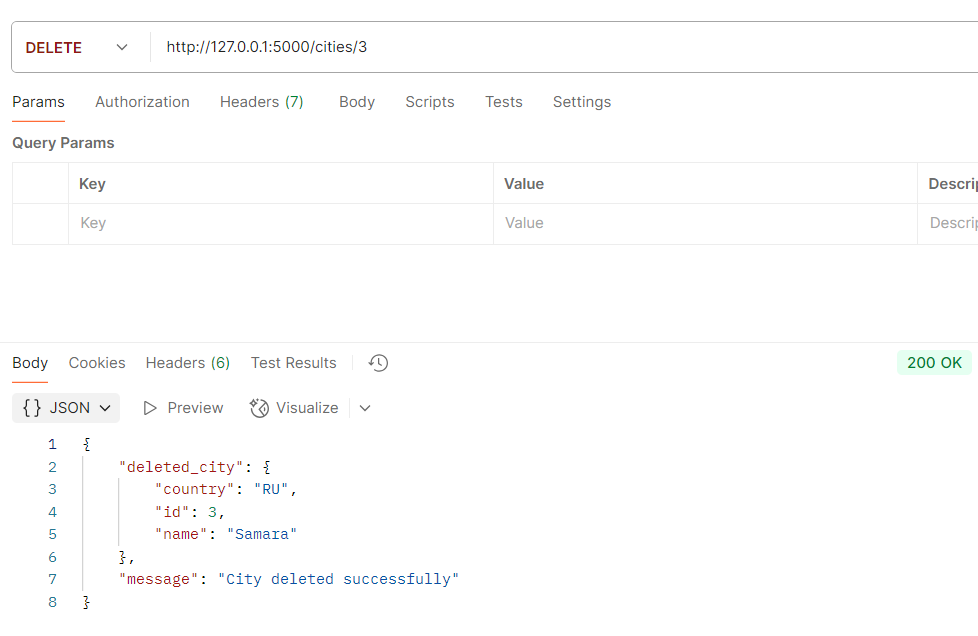 DELETE http://127.0.0.1:5000/cities/3
Params Authorization Headers (7) Body Scripts Tests Settings
Query Params
Key Value Descrip
Key Value Descrip
Body Cookies Headers (6) Test Results 200 OK
{} JSON Preview Visualize
1 {
2 "deleted_city": {
3 "country": "RU",
4 "id": 3,
5 "name": "Samara"
6 },
7 "message": "City deleted successfully"
8 }